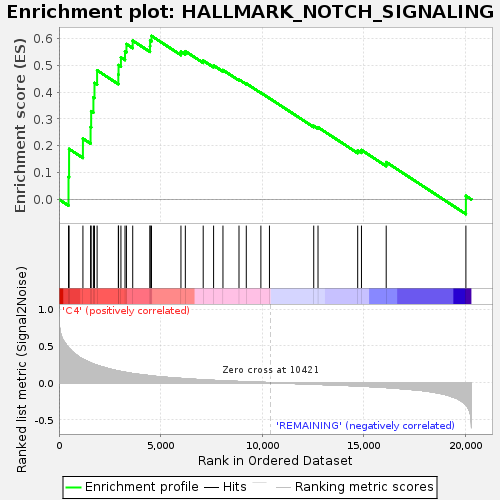 Enrichment plot: HALLMARK_NOTCH_SIGNALING
Enrichment score (ES)
0.6
0.5
0.4
0.3
0.2
0.1
0.0
'C4' (positively correlated)
Ranked list metric (Signal2Noise)
1.0
0.5
0.0
-0.5
Zero cross at 10421
'REMAINING' (negatively correlated)
0 5,000 10,000 15,000 20,000
Rank in Ordered Dataset
Enrichment profile Hits Ranking metric scores